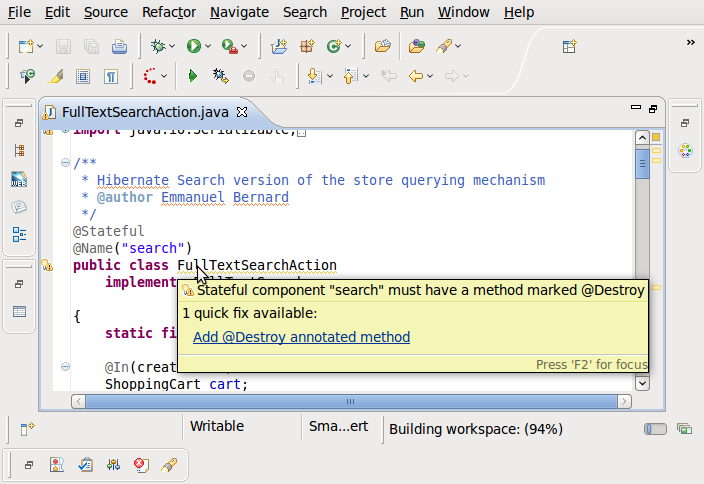 File Edit Source Refactor Navigate Search Project Run Window Help
»
FullTextSearchAction.java
import java.io.Serializable;
/**
* Hibernate Search version of the store querying mechanism
* @author Emmanuel Bernard
*/
@Stateful
@Name("search")
public class FullTextSearchAction
implement
Stateful component "search" must have a method marked @Destroy
1 quick fix available:
{
Add @Destroy annotated method
static fi
Press 'F2' for focus
@In(creat
ShoppingCart cart;
Writable
Sma...ert
Building workspace: (94%)